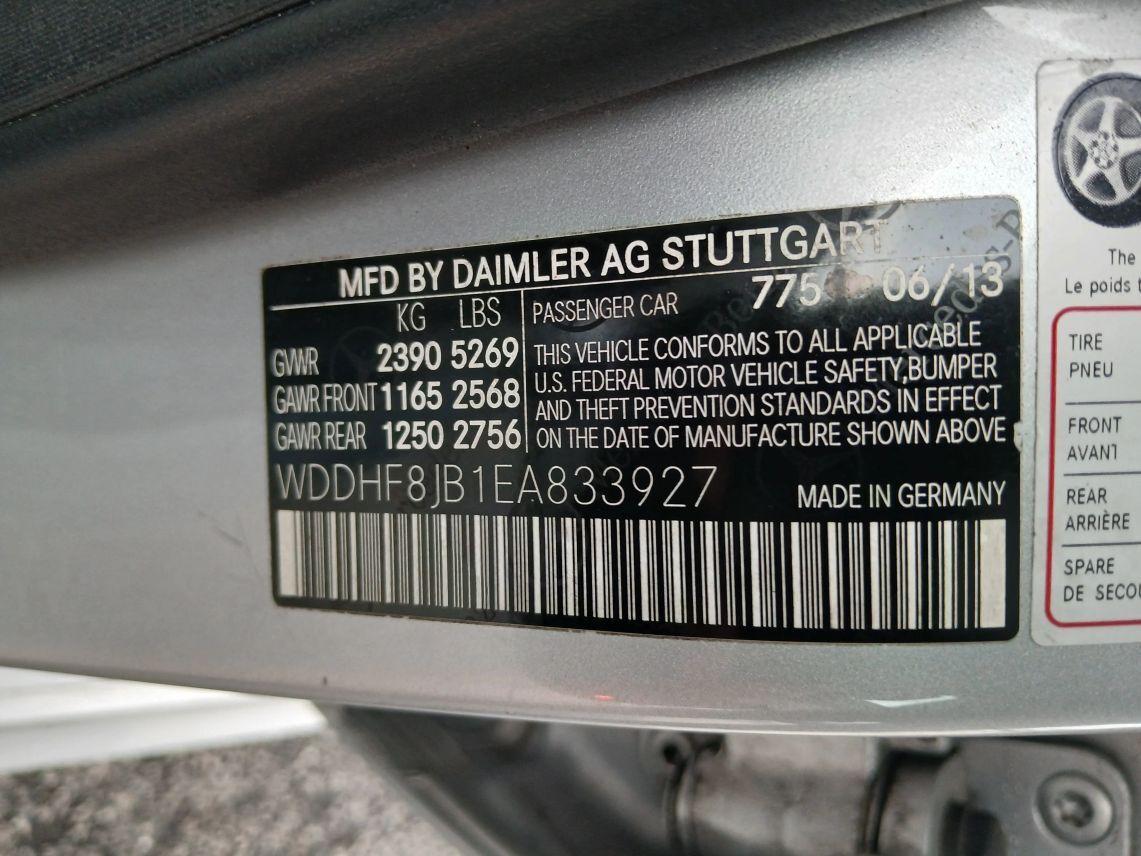 MFD BY DAIMLER AG STUTTGART
KG LBS
GVWR 2390 5269
GAWR FRONT 1165 2568
GAWR REAR 1250 2756
PASSENGER CAR 775 06/13
THIS VEHICLE CONFORMS TO ALL APPLICABLE
U.S. FEDERAL MOTOR VEHICLE SAFETY,BUMPER
AND THEFT PREVENTION STANDARDS IN EFFECT
ON THE DATE OF MANUFACTURE SHOWN ABOVE
WDDHF8JB1EA833927 MADE IN GERMANY
The
Le poids
TIRE
PNEU
FRONT
AVANT
REAR
ARRIÈRE
SPARE
DE